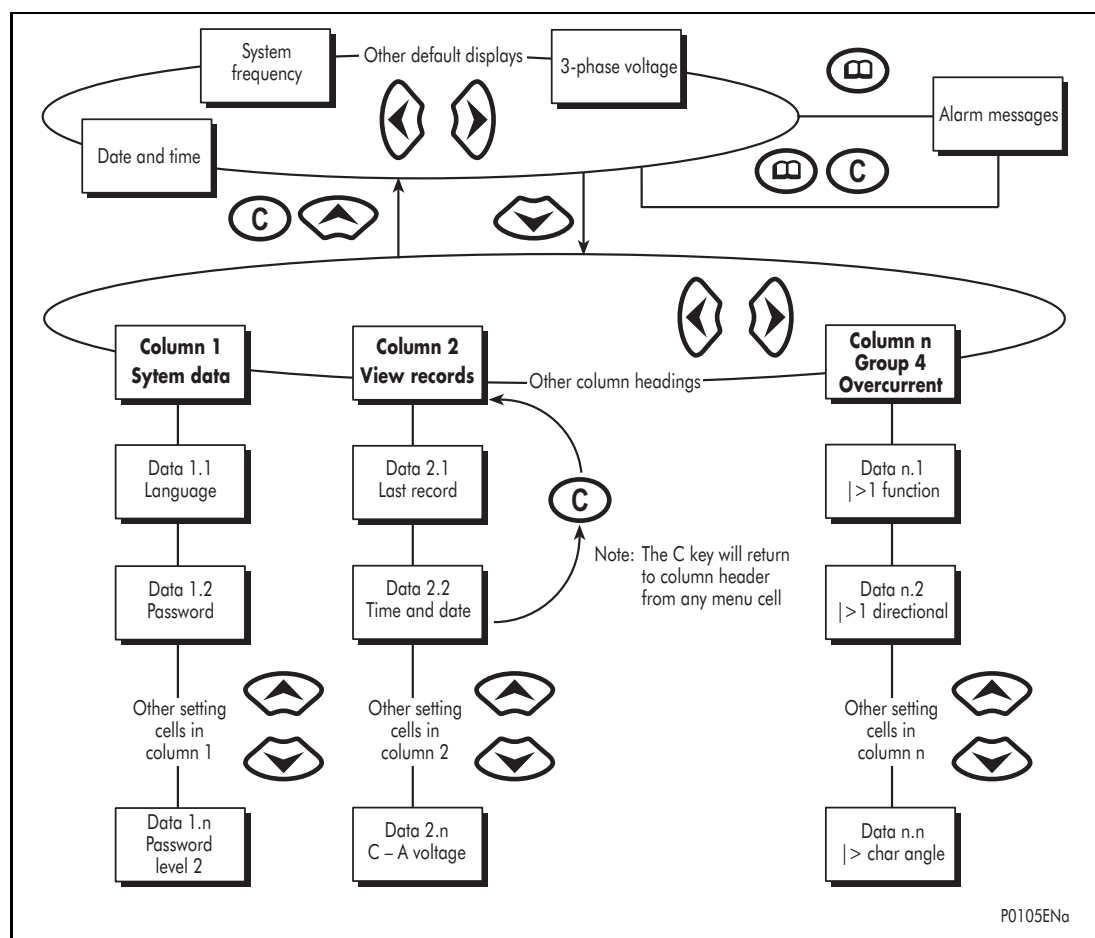 System
frequency
Other default displays
3-phase voltage
Alarm messages
Date and time
C
C
Column 1
Sytem data
Column 2
View records
Other column headings
Column n
Group 4
Overcurrent
Data 1.1
Language
Data 2.1
Last record
C
Data n.1
|>1 function
Note: The C key will return
to column header
from any menu cell
Data 1.2
Password
Data 2.2
Time and date
Data n.2
|>1 directional
Other setting
cells in
column 1
Other setting
cells in
column 2
Other setting
cells in
column n
Data 1.n
Password
level 2
Data 2.n
C – A voltage
Data n.n
|> char angle
P0105ENa